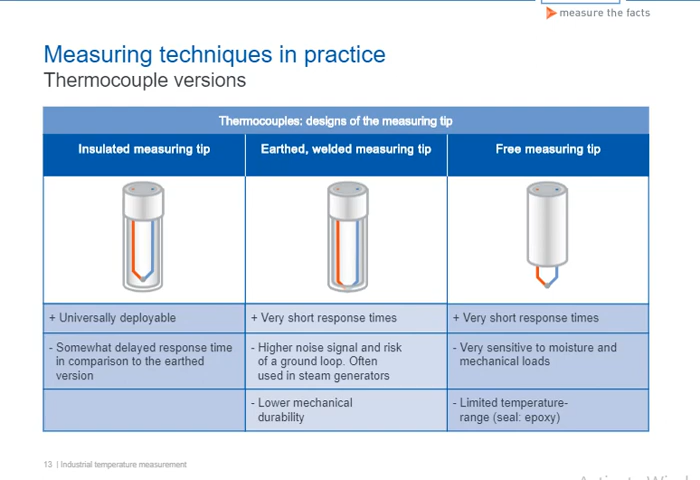 measure the facts
Measuring techniques in practice
Thermocouple versions
Thermocouples: designs of the measuring tip
Insulated measuring tip
Earthed, welded measuring tip
Free measuring tip
+ Universally deployable
+ Very short response times
+ Very short response times
- Somewhat delayed response time
in comparison to the earthed
version
- Higher noise signal and risk
of a ground loop. Often
used in steam generators
- Very sensitive to moisture and
mechanical loads
- Lower mechanical
durability
- Limited temperature-
range (seal: epoxy)
13 | Industrial temperature measurement